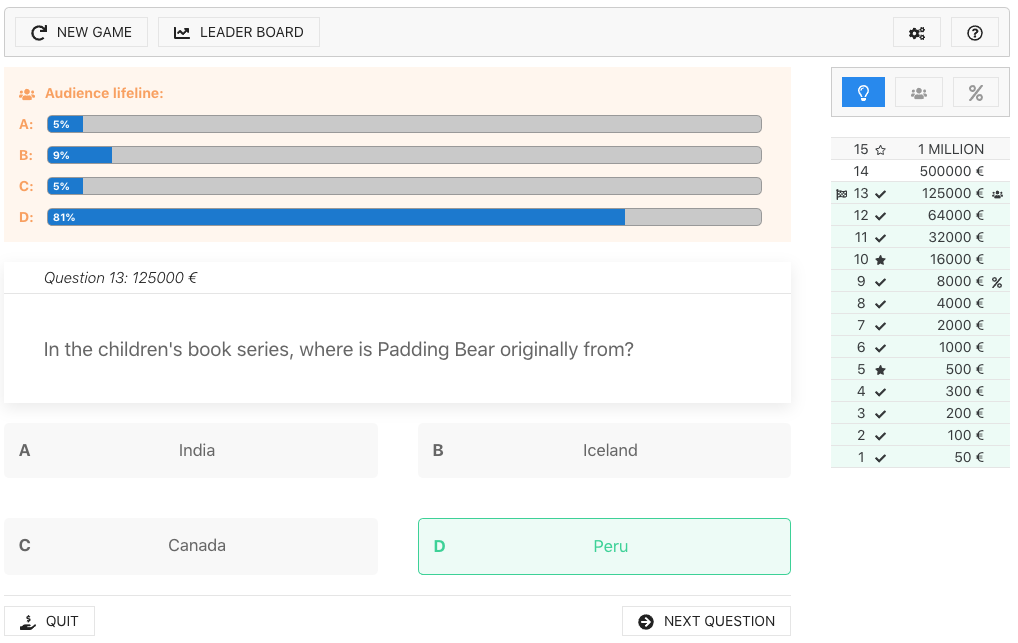 NEW GAME LEADER BOARD
Audience lifeline:
A: 5%
B: 9%
C: 5%
D: 81%
Question 13: 125000 €
In the children's book series, where is Padding Bear originally from?
A India
B Iceland
C Canada
D Peru
QUIT NEXT QUESTION
15 1 MILLION
14 500000 €
13 125000 €
12 64000 €
11 32000 €
10 16000 €
9 8000 € %
8 4000 €
7 2000 €
6 1000 €
5 500 €
4 300 €
3 200 €
2 100 €
1 50 €